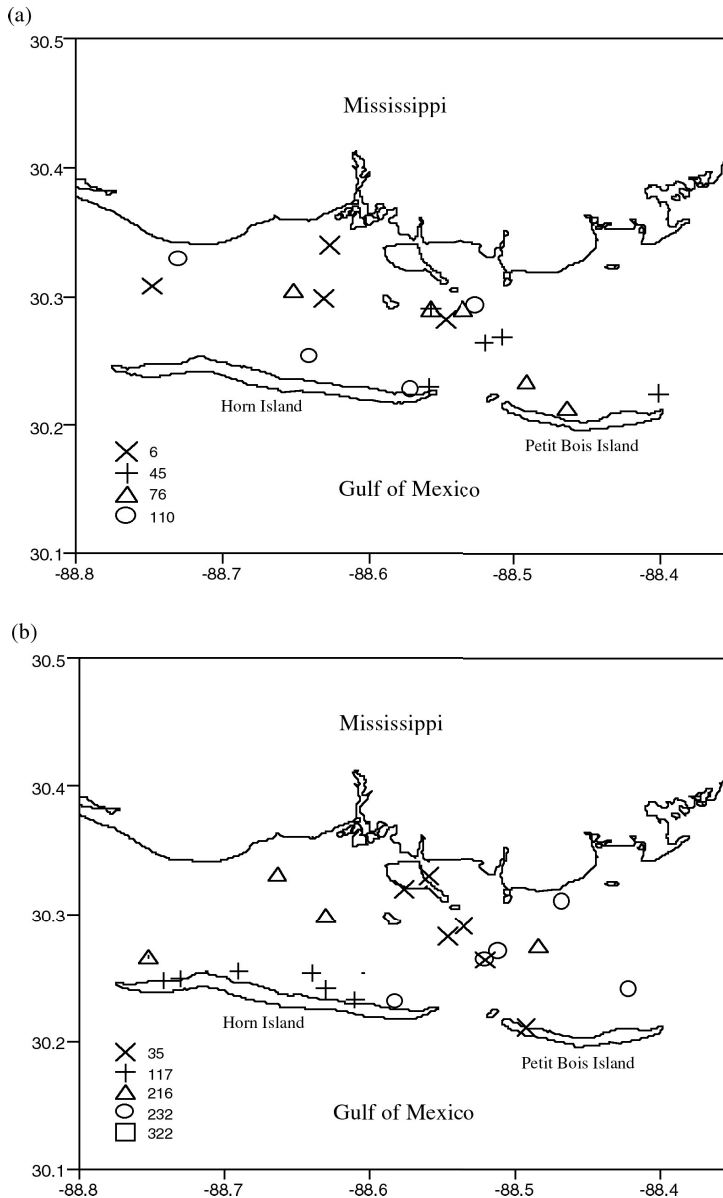 (a)
30.5
30.4
30.3
30.2
30.1
Mississippi
Horn Island
Petit Bois Island
Gulf of Mexico
6
45
76
110
-88.8 -88.7 -88.6 -88.5 -88.4
(b)
30.5
30.4
30.3
30.2
30.1
Mississippi
Horn Island
Petit Bois Island
Gulf of Mexico
35
117
216
232
322
-88.8 -88.7 -88.6 -88.5 -88.4